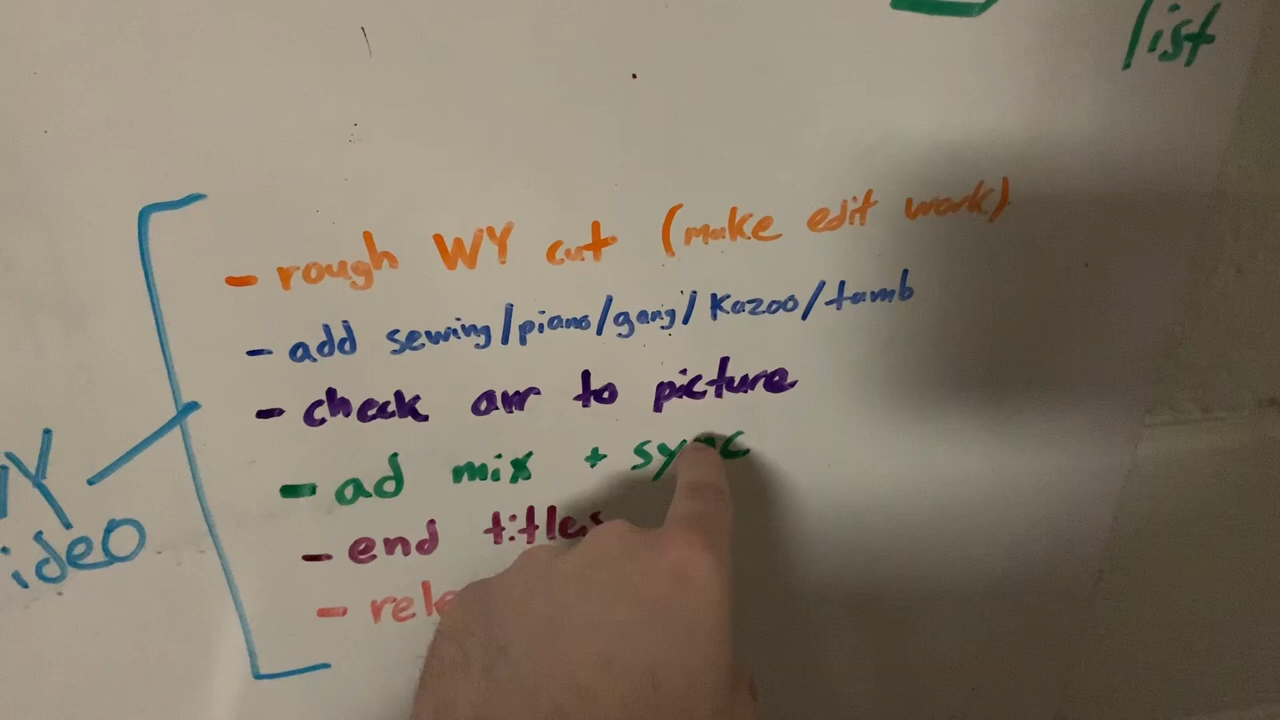 list
- rough WY cut (make edit work)
- add sewing/piano/gang/kazoo/tamb
- check arr to picture
- ad mix + sync
- end titles